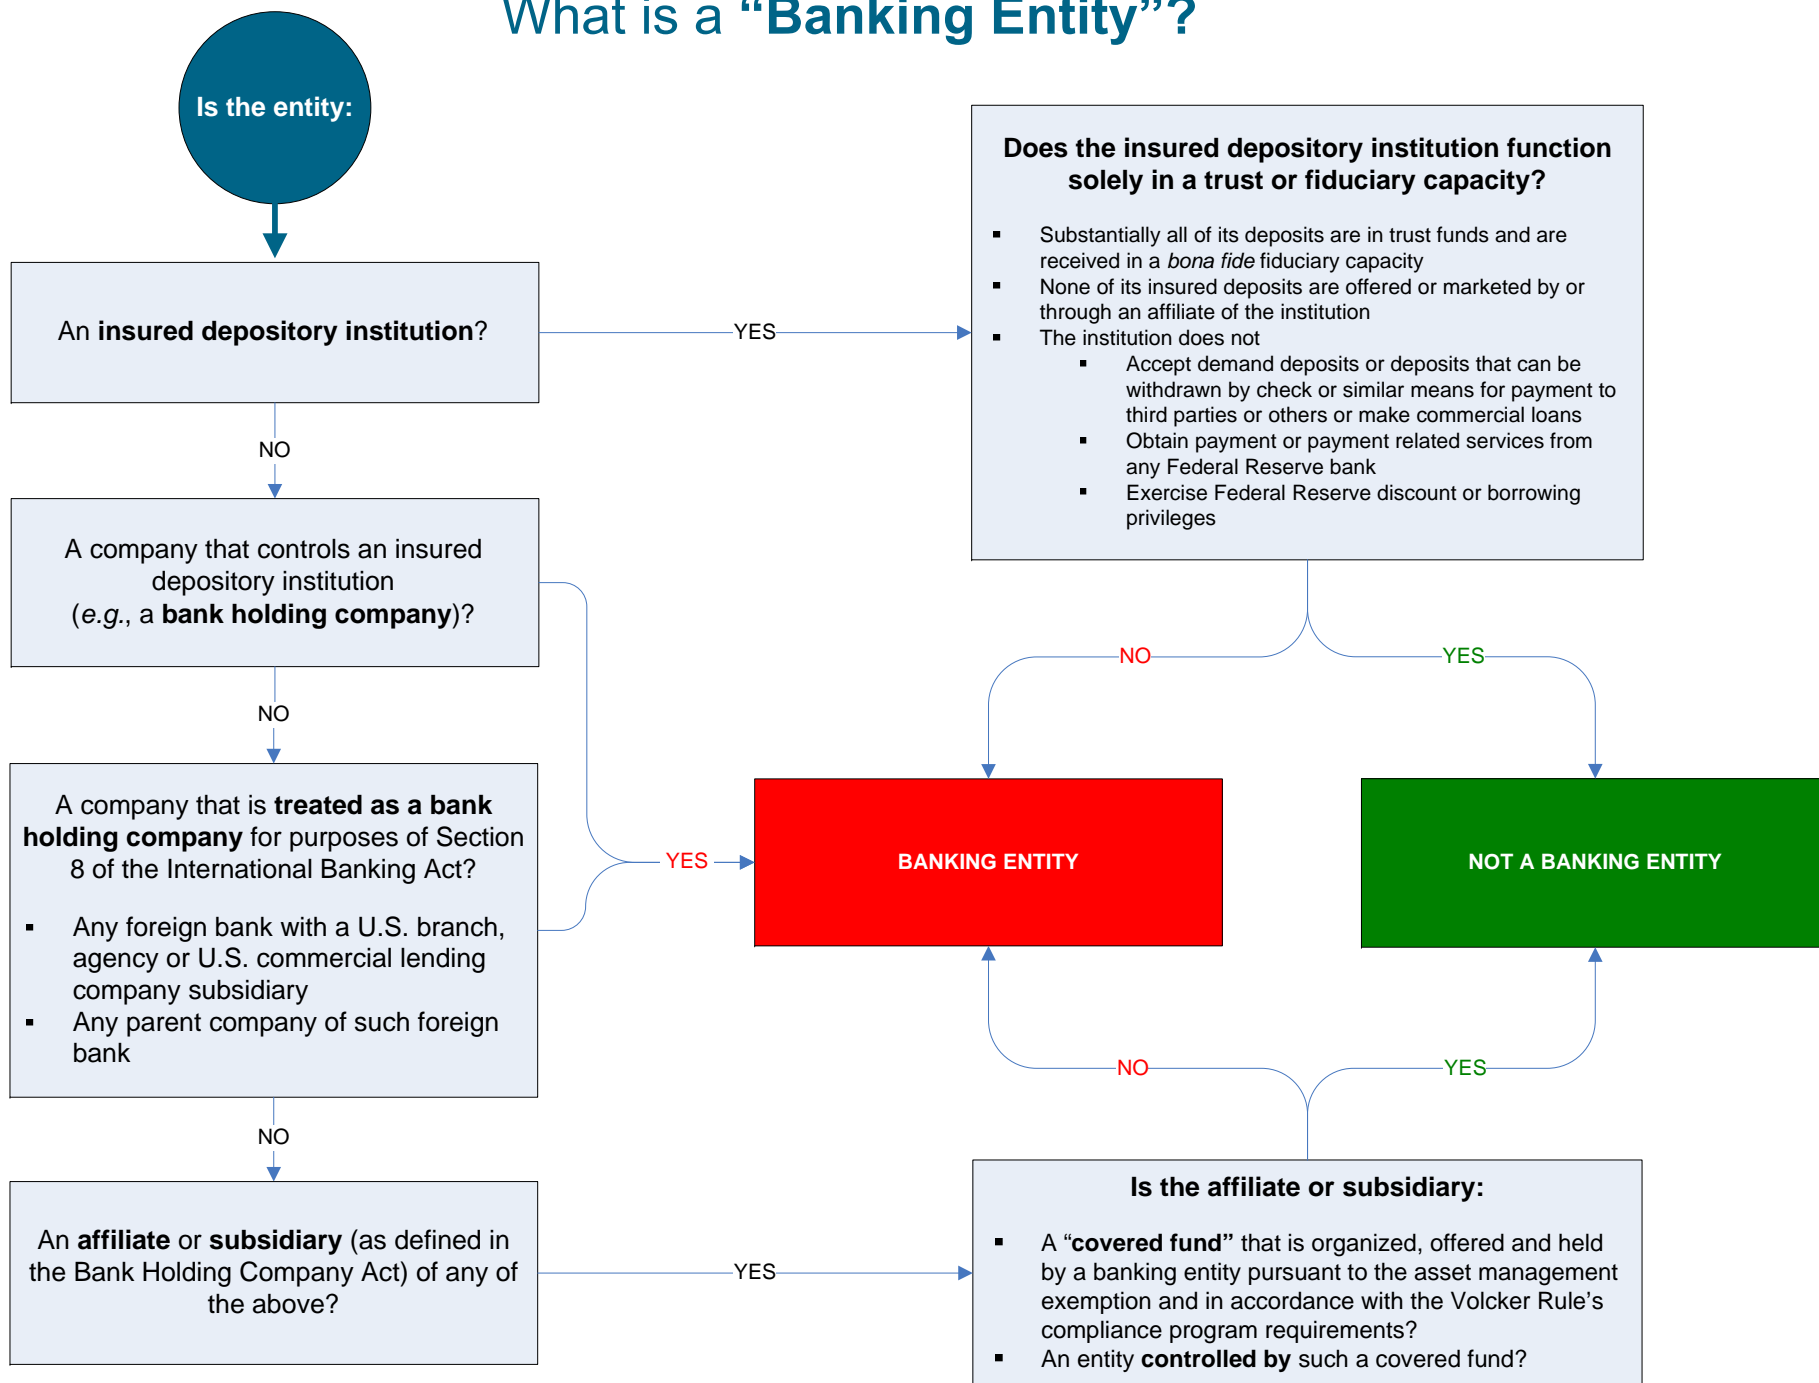 What is a “Banking Entity”?
Is the entity:
An insured depository institution?
YES
NO
A company that controls an insured
depository institution
(e.g., a bank holding company)?
NO
A company that is treated as a bank
holding company for purposes of Section
8 of the International Banking Act?
▪ Any foreign bank with a U.S. branch,
agency or U.S. commercial lending
company subsidiary
▪ Any parent company of such foreign
bank
YES
NO
An affiliate or subsidiary (as defined in
the Bank Holding Company Act) of any of
the above?
YES
Does the insured depository institution function
solely in a trust or fiduciary capacity?
▪ Substantially all of its deposits are in trust funds and are
received in a bona fide fiduciary capacity
▪ None of its insured deposits are offered or marketed by or
through an affiliate of the institution
▪ The institution does not
▪ Accept demand deposits or deposits that can be
withdrawn by check or similar means for payment to
third parties or others or make commercial loans
▪ Obtain payment or payment related services from
any Federal Reserve bank
▪ Exercise Federal Reserve discount or borrowing
privileges
NO
YES
BANKING ENTITY
NOT A BANKING ENTITY
NO
YES
Is the affiliate or subsidiary:
▪ A “covered fund” that is organized, offered and held
by a banking entity pursuant to the asset management
exemption and in accordance with the Volcker Rule’s
compliance program requirements?
▪ An entity controlled by such a covered fund?